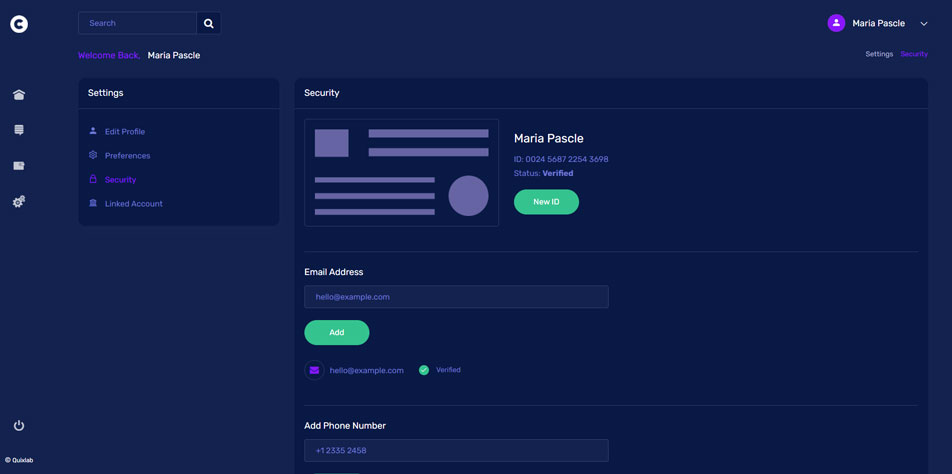 C
Search
Maria Pascle
Welcome Back, Maria Pascle
Settings Security
Settings
Edit Profile
Preferences
Security
Linked Account
Security
Maria Pascle
ID: 0024 5687 2254 3698
Status: Verified
New ID
Email Address
hello@example.com
Add
hello@example.com Verified
Add Phone Number
+1 2335 2458
© Quixlab